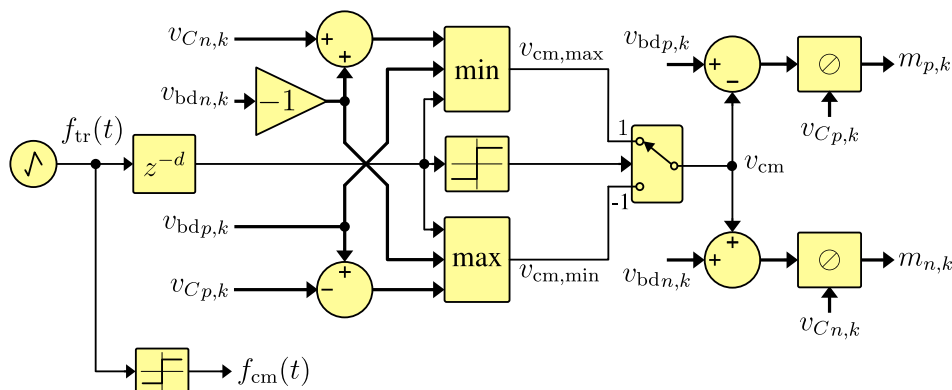 v_{Cn,k}
+
+
min
v_{cm,max}
v_{bdp,k}
+
−
∅
m_{p,k}
v_{bdn,k}
−1
v_{Cp,k}
f_{tr}(t)
z^{-d}
1
-1
v_{cm}
v_{bdp,k}
+
−
v_{Cp,k}
max
v_{cm,min}
+
+
∅
m_{n,k}
v_{bdn,k}
v_{Cn,k}
f_{cm}(t)